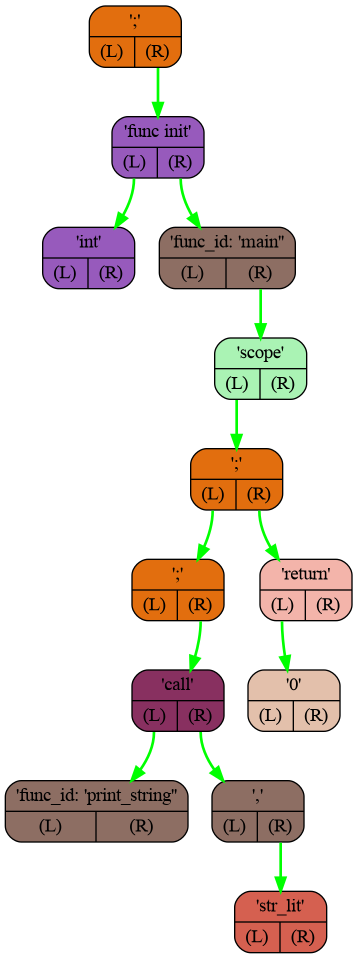 ';'
(L) (R)
'func init'
(L) (R)
'int'
(L) (R)
'func_id: 'main''
(L) (R)
'scope'
(L) (R)
';'
(L) (R)
';'
(L) (R)
'return'
(L) (R)
'call'
(L) (R)
'0'
(L) (R)
'func_id: 'print_string''
(L) (R)
','
(L) (R)
'str_lit'
(L) (R)